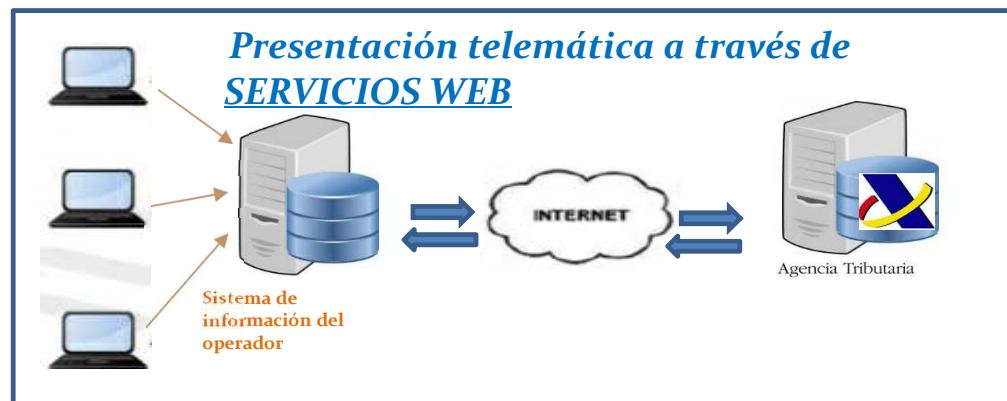 Presentación telemática a través de
SERVICIOS WEB
INTERNET
Agencia Tributaria
Sistema de
información del
operador